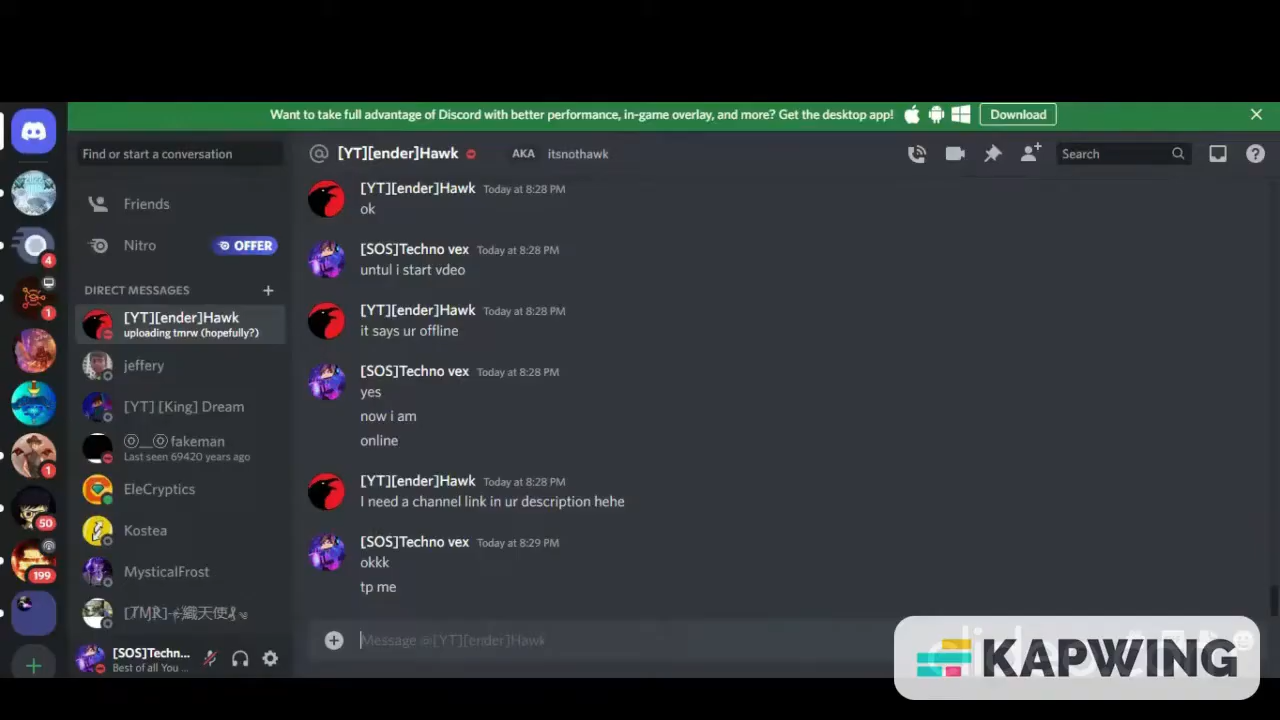 Want to take full advantage of Discord with better performance, in-game overlay, and more? Get the desktop app!
Download
Find or start a conversation
[YT][ender]Hawk
AKA
itsnothawk
Search
Friends
Nitro
OFFER
DIRECT MESSAGES
[YT][ender]Hawk
uploading tmrw (hopefully?)
jeffery
[YT] [King] Dream
fakeman
Last seen 69420 years ago
EleCryptics
Kostea
MysticalFrost
[SOS]Techn...
Best of all You ...
4
1
1
50
199
[YT][ender]Hawk Today at 8:28 PM
ok
[SOS]Techno vex Today at 8:28 PM
untul i start vdeo
[YT][ender]Hawk Today at 8:28 PM
it says ur offline
[SOS]Techno vex Today at 8:28 PM
yes
now i am
online
[YT][ender]Hawk Today at 8:28 PM
I need a channel link in ur description hehe
[SOS]Techno vex Today at 8:29 PM
okkk
tp me
Message @[YT][ender]Hawk
KAPWING